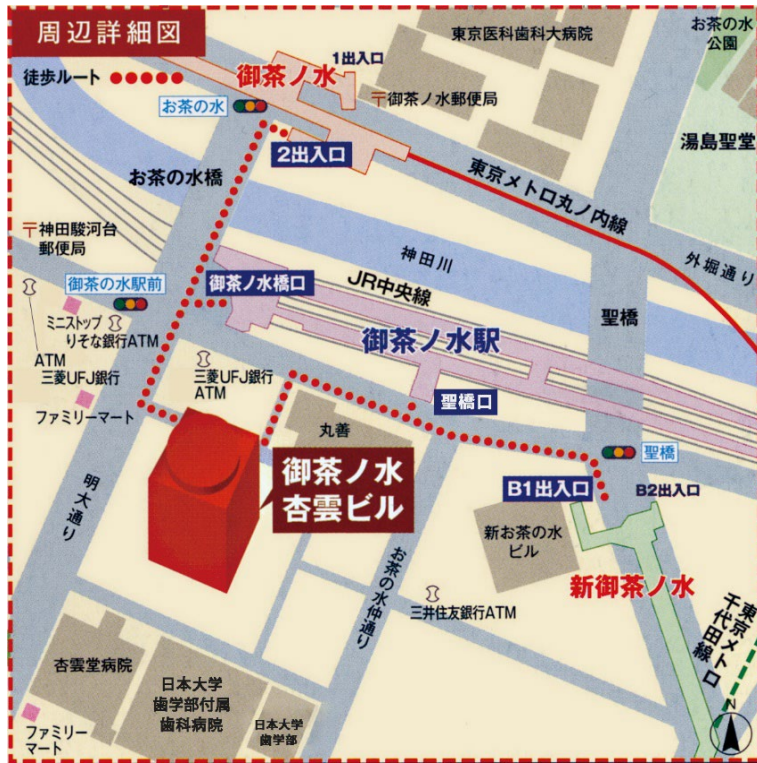 周辺詳細図
徒歩ルート
御茶ノ水
1出入口
東京医科歯科大病院
お茶の水
公園
〒御茶ノ水郵便局
お茶の水
2出入口
湯島聖堂
お茶の水橋
東京メトロ丸ノ内線
〒神田駿河台
郵便局
神田川
外堀通り
御茶の水駅前
御茶ノ水橋口
JR中央線
聖橋
ミニストップ
りそな銀行ATM
御茶ノ水駅
ATM
三菱UFJ銀行
三菱UFJ銀行
ATM
聖橋口
ファミリーマート
丸善
聖橋
御茶ノ水
杏雲ビル
B1出入口
B2出入口
明大通り
新お茶の水
ビル
お茶の水仲通り
新御茶ノ水
三井住友銀行ATM
東京メトロ
千代田線
杏雲堂病院
日本大学
歯学部付属
歯科病院
日本大学
歯学部
ファミリー
マート
N